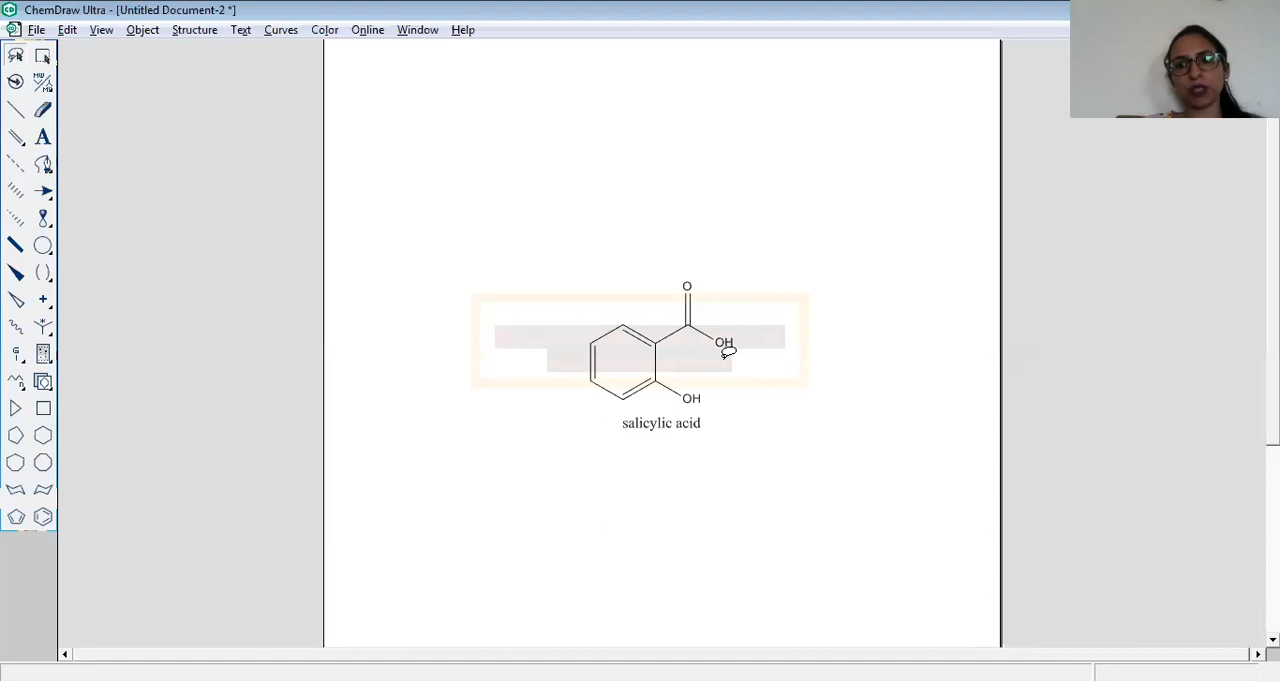 ChemDraw Ultra - [Untitled Document-2 *]
File Edit View Object Structure Text Curves Color Online Window Help
O
OH
OH
salicylic acid